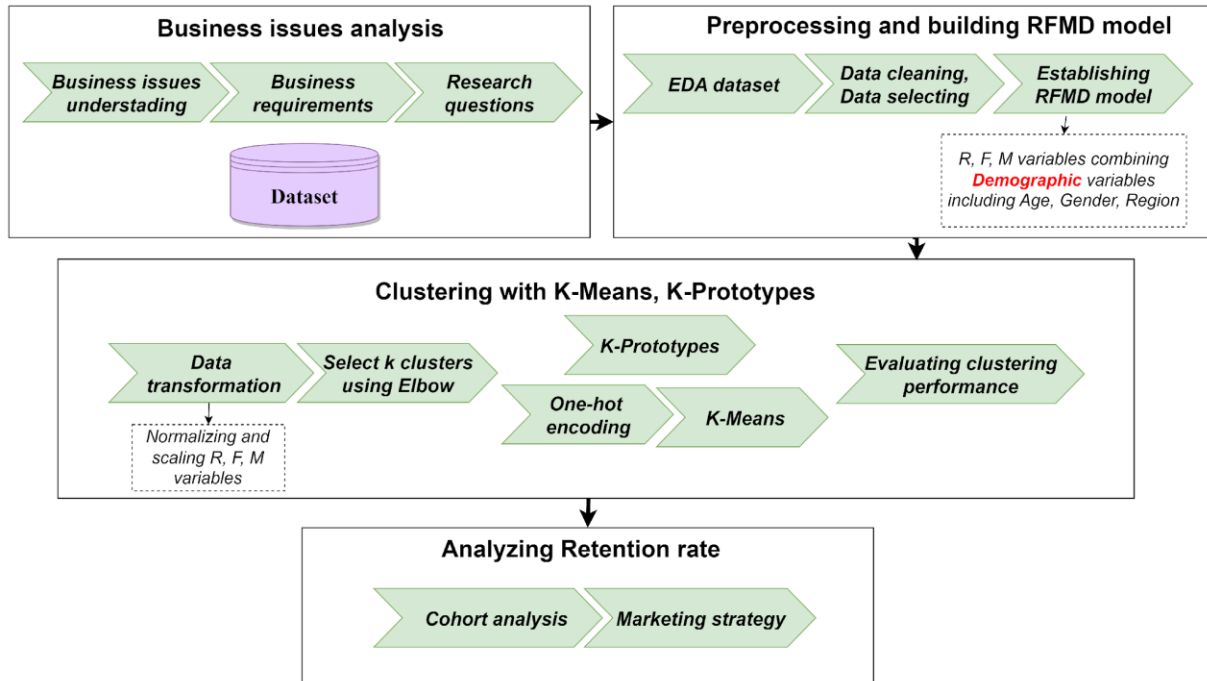 Business issues analysis
Business issues
understading
Business
requirements
Research
questions
Dataset
Preprocessing and building RFMD model
EDA dataset
Data cleaning,
Data selecting
Establishing
RFMD model
R, F, M variables combining
Demographic variables
including Age, Gender, Region
Clustering with K-Means, K-Prototypes
Data
transformation
Normalizing and
scaling R, F, M
variables
Select k clusters
using Elbow
K-Prototypes
One-hot
encoding
K-Means
Evaluating clustering
performance
Analyzing Retention rate
Cohort analysis
Marketing strategy